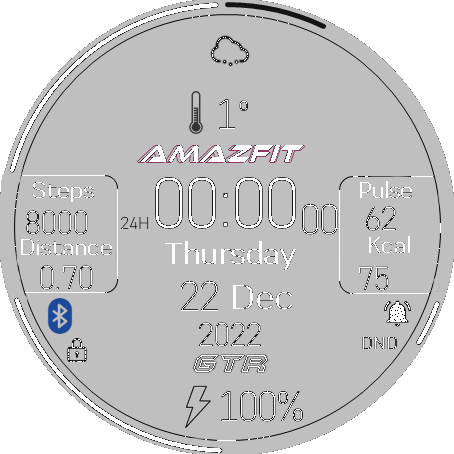 1°
AMAZFIT
Steps
8000
Distance
0.70
24H 00:00 00
Pulse
62
Kcal
75
Thursday
22 Dec
2022
GTR
DND
100%